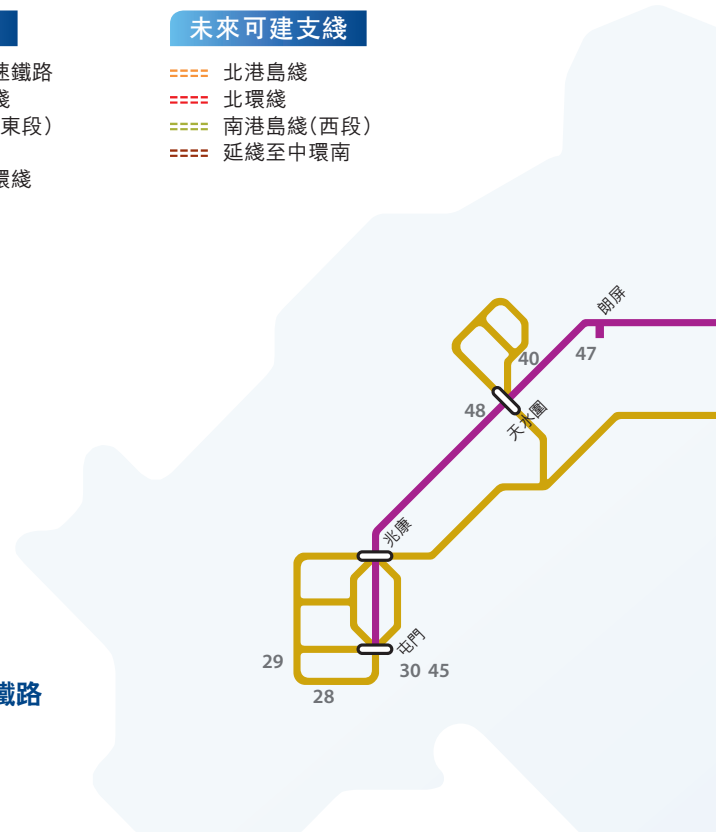 未來可建支綫
速鐵路
綫
東段）
環綫
北港島綫
北環綫
南港島綫（西段）
延綫至中環南
朗屏
47
40
48
天水圍
兆康
屯門
30 45
29
28
鐵路